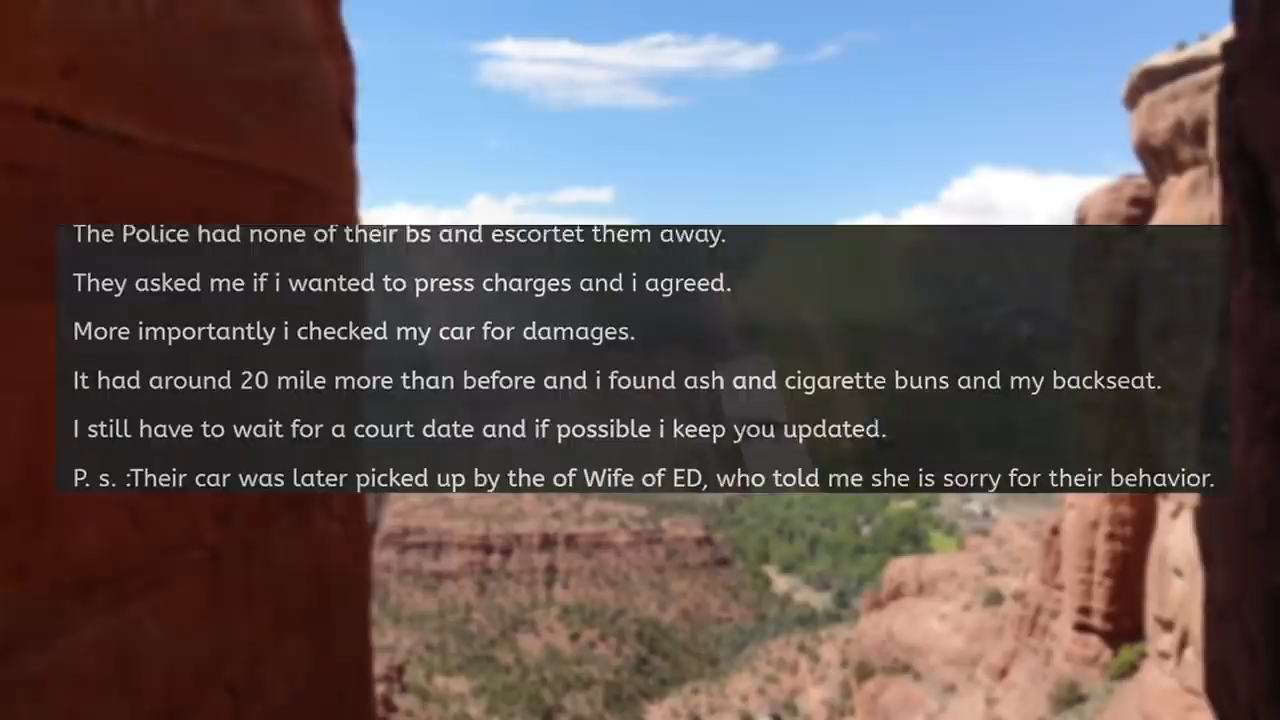 The Police had none of their bs and escortet them away.
They asked me if i wanted to press charges and i agreed.
More importantly i checked my car for damages.
It had around 20 mile more than before and i found ash and cigarette buns and my backseat.
I still have to wait for a court date and if possible i keep you updated.
P. s. :Their car was later picked up by the of Wife of ED, who told me she is sorry for their behavior.